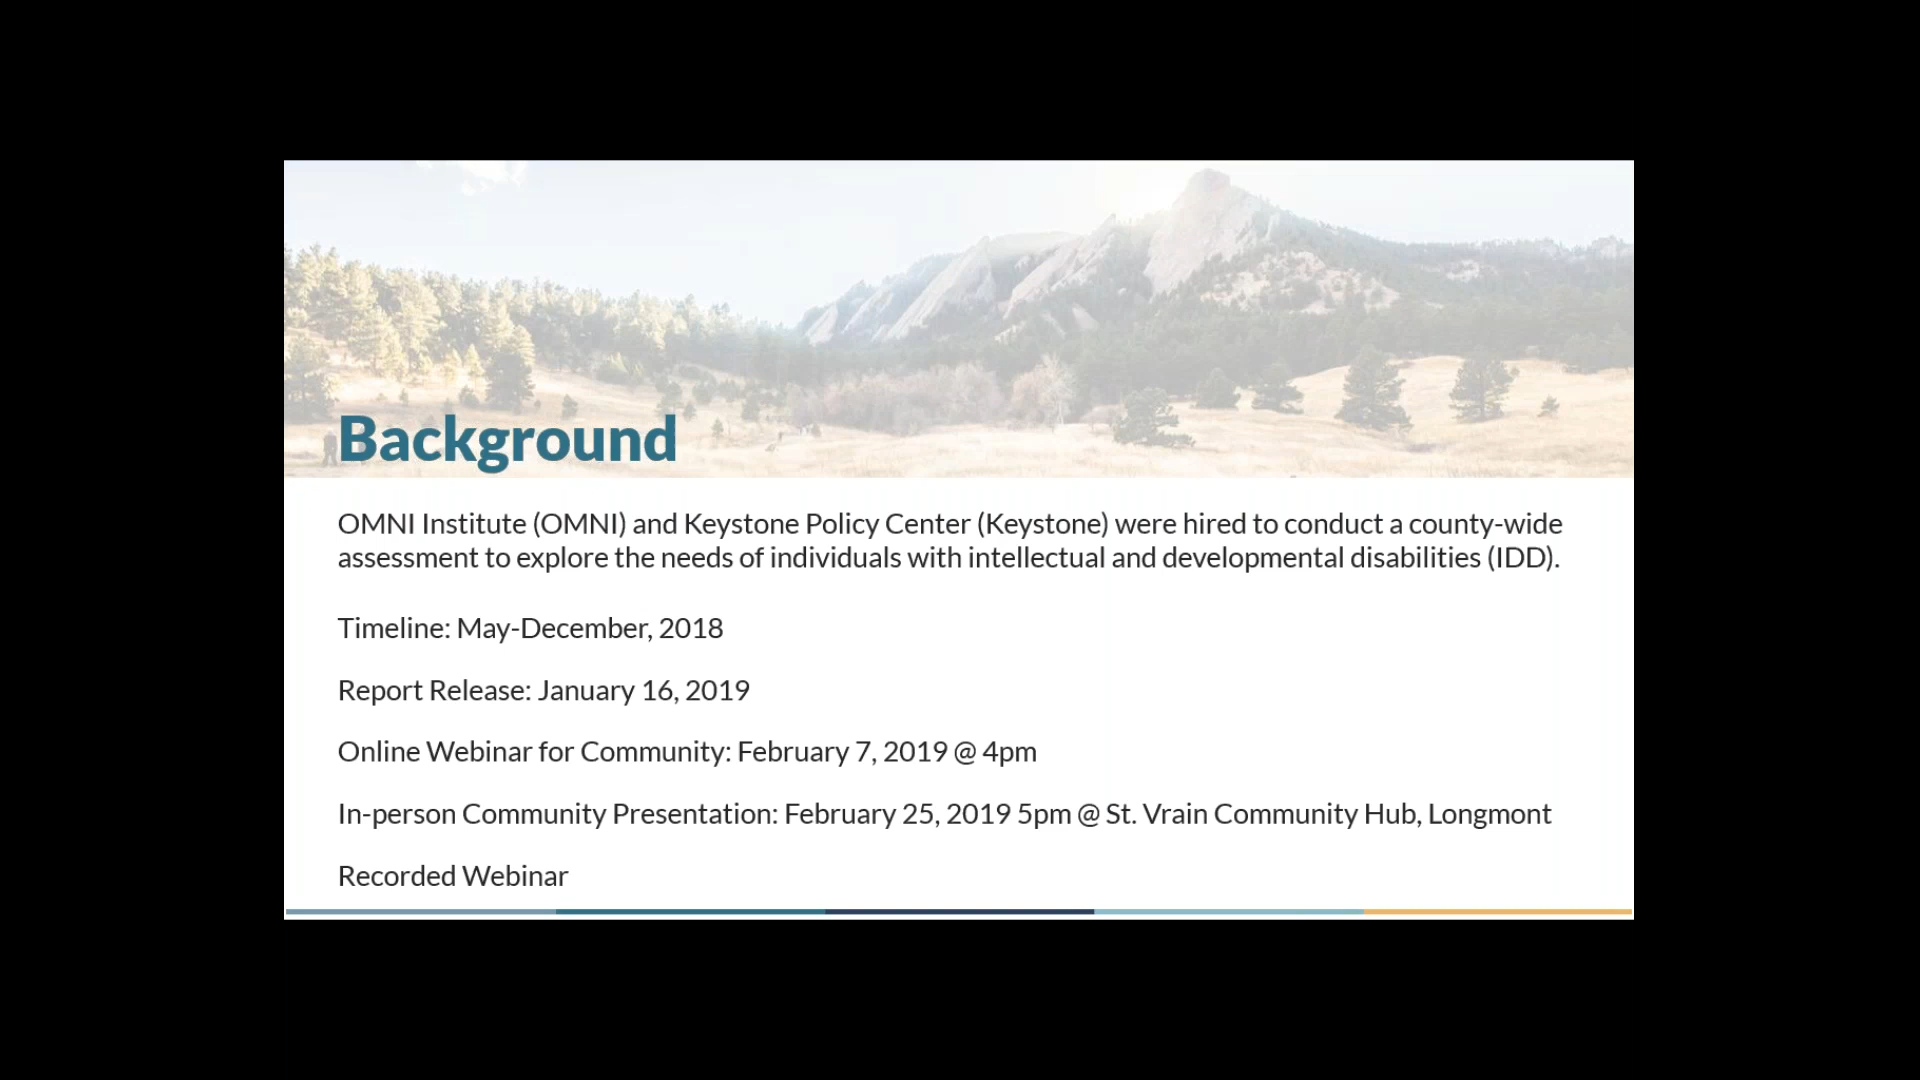 Background
OMNI Institute (OMNI) and Keystone Policy Center (Keystone) were hired to conduct a county-wide
assessment to explore the needs of individuals with intellectual and developmental disabilities (IDD).
Timeline: May-December, 2018
Report Release: January 16, 2019
Online Webinar for Community: February 7, 2019 @ 4pm
In-person Community Presentation: February 25, 2019 5pm @ St. Vrain Community Hub, Longmont
Recorded Webinar